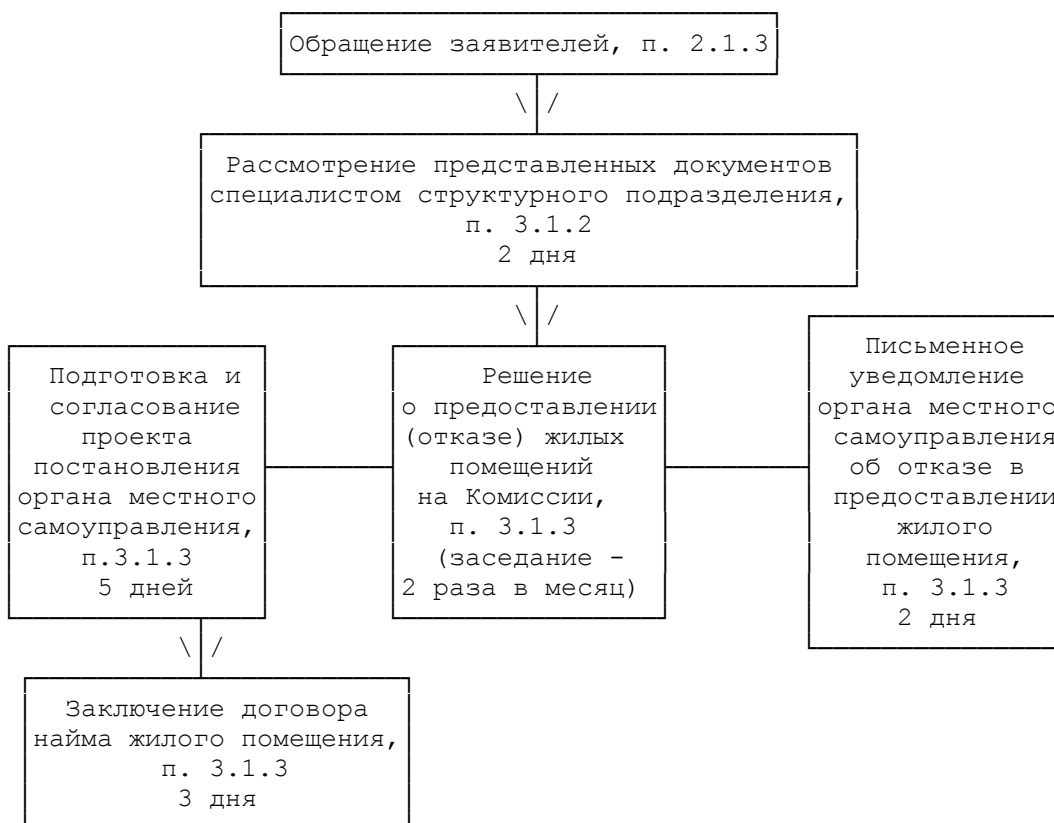 Обращение заявителей, п. 2.1.3
Рассмотрение представленных документов
специалистом структурного подразделения,
п. 3.1.2
2 дня
Подготовка и
согласование
проекта
постановления
органа местного
самоуправления,
п.3.1.3
5 дней
Решение
о предоставлении
(отказе) жилых
помещений
на Комиссии,
п. 3.1.3
(заседание -
2 раза в месяц)
Письменное
уведомление
органа местного
самоуправления
об отказе в
предоставлении
жилого
помещения,
п. 3.1.3
2 дня
Заключение договора
найма жилого помещения,
п. 3.1.3
3 дня